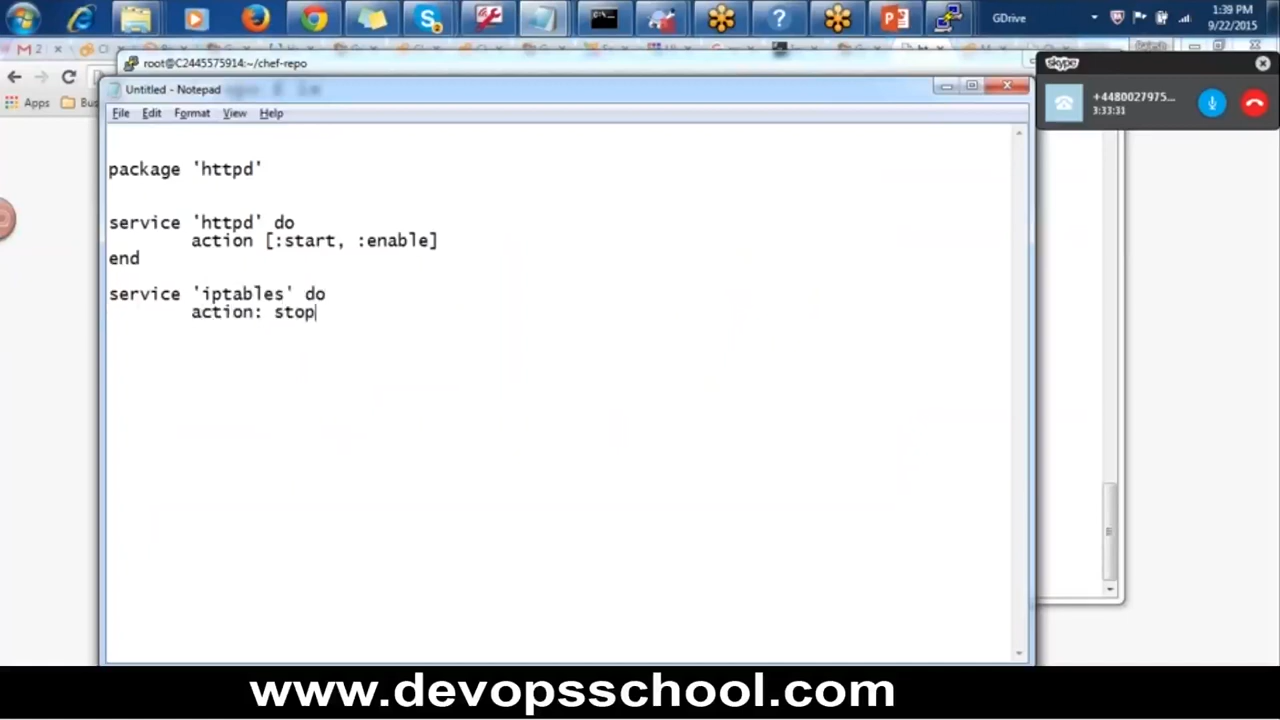 1:39 PM
GDrive
9/22/2015
root@C2445575914:~/chef-repo
skype
Untitled - Notepad
+4480027975...
3:33:31
Apps
Bus
File Edit Format View Help
package 'httpd'
service 'httpd' do
action [:start, :enable]
end
service 'iptables' do
action: stop
www.devopsschool.com